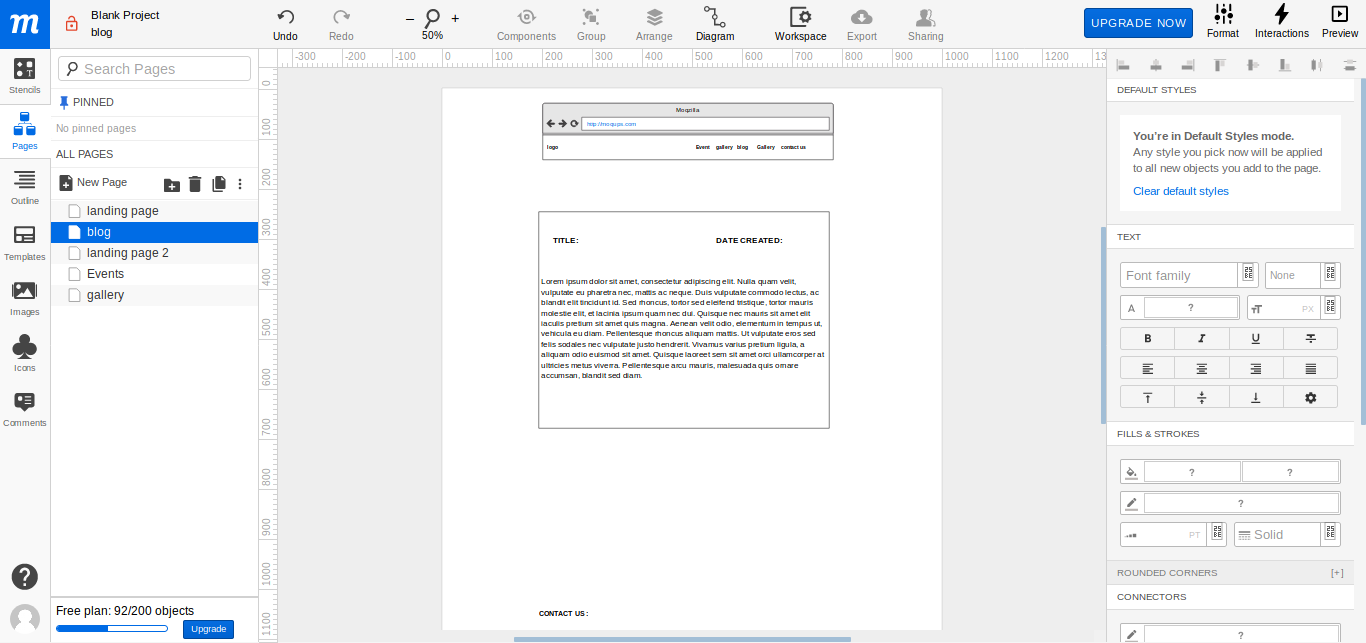 m
Blank Project
blog
Undo
Redo
– +
50%
Components
Group
Arrange
Diagram
Workspace
Export
Sharing
UPGRADE NOW
Format
Interactions
Preview
Stencils
Pages
Outline
Templates
Images
Icons
Comments
Search Pages
PINNED
No pinned pages
ALL PAGES
New Page
landing page
blog
landing page 2
Events
gallery
Free plan: 92/200 objects
Upgrade
-300 -200 -100 0 100 200 300 400 500 600 700 800 900 1000 1100 1200
0
100
200
300
400
500
600
700
800
900
1000
1100
Moqzilla
http://moqups.com
logo Event gallery blog Gallery contact us
TITLE: DATE CREATED:
Lorem ipsum dolor sit amet, consectetur adipiscing elit. Nulla quam velit,
vulputate eu pharetra nec, mattis ac neque. Duis vulputate commodo lectus, ac
blandit elit tincidunt id. Sed rhoncus, tortor sed eleifend tristique, tortor mauris
molestie elit, et lacinia ipsum quam nec dui. Quisque nec mauris sit amet elit
iaculis pretium sit amet quis magna. Aenean velit odio, elementum in tempus ut,
vehicula eu diam. Pellentesque rhoncus aliquam mattis. Ut vulputate eros sed
felis sodales nec vulputate justo hendrerit. Vivamus varius pretium ligula, a
aliquam odio euismod sit amet. Quisque laoreet sem sit amet orci ullamcorper at
ultricies metus viverra. Pellentesque arcu mauris, malesuada quis ornare
accumsan, blandit sed diam.
CONTACT US:
DEFAULT STYLES
You're in Default Styles mode.
Any style you pick now will be applied
to all new objects you add to the page.
Clear default styles
TEXT
Font family None
A ? PX
B I U
FILLS & STROKES
? ?
?
PT Solid
ROUNDED CORNERS [+]
CONNECTORS
?